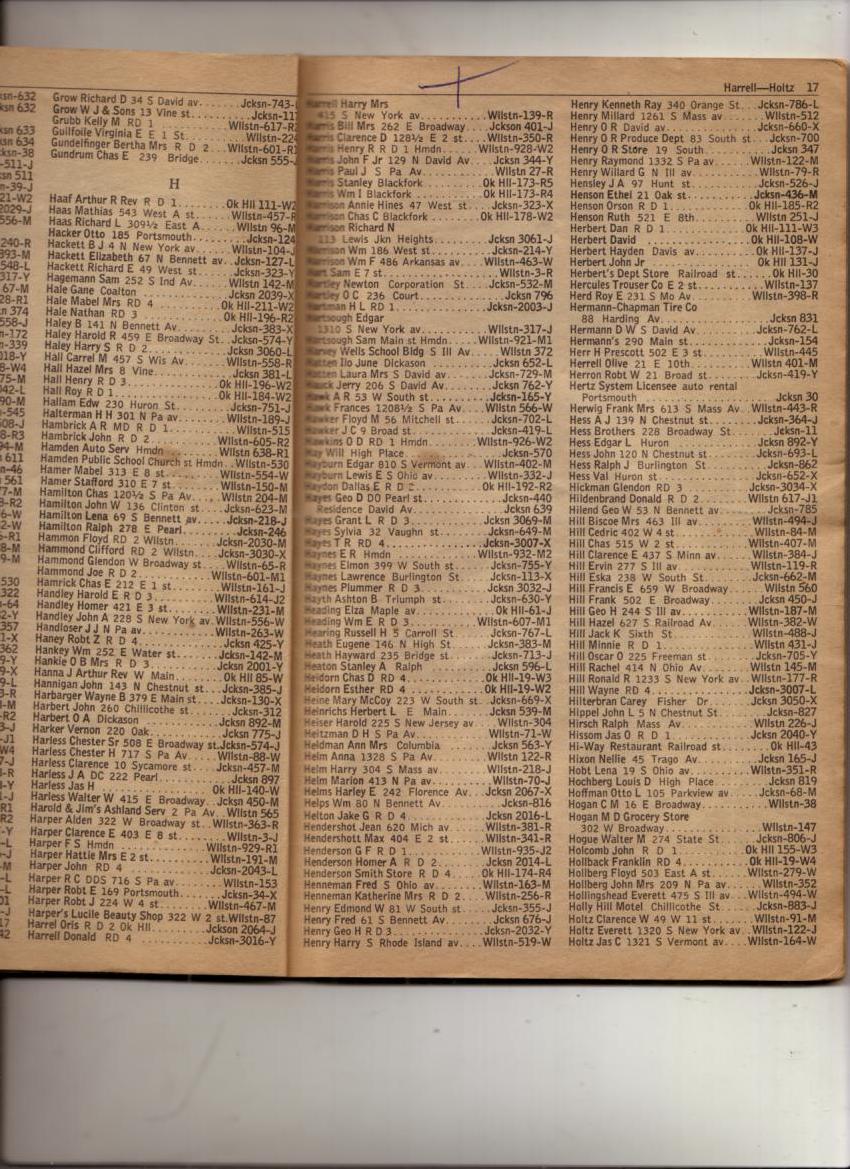 Harrell—Holtz 17
Grow Richard D 34 S David av......Jcksn-743-
Grow W J & Sons 13 Vine st......Jcksn-11
Grubb Kelly M RD 1......Wllstn-617-R
Guilfoile Virginia E E 1 St......Wllstn-22
Gundelfinger Bertha Mrs R D 2..Wllstn-601-R
Gundrum Chas E 239 Bridge....Jcksn 555-
H
Haaf Arthur R Rev R D 1......Ok Hll 111-W
Haas Mathias 543 West A st....Wllstn-457-
Haas Richard L 309½ East A....Wllstn 96-M
Hacker Otto 185 Portsmouth......Jcksn-124
Hackett B J 4 N New York av....Wllstn-104-
Hackett Elizabeth 67 N Bennett av..Jcksn-127-L
Hackett Richard E 49 West st....Jcksn-323-Y
Hagemann Sam 252 S Ind Av....Wllstn 142-M
Hale Gane Coalton......Jcksn 2039-X
Hale Mabel Mrs RD 4......Ok Hll-211-W2
Hale Nathan RD 3......Ok Hll-196-R2
Haley B 141 N Bennett Av......Jcksn-383-X
Haley Harold R 459 E Broadway St..Jcksn-574-Y
Haley Harry S R D 2......Jcksn 3060-L
Hall Carrel M 457 S Wis Av....Wllstn-558-R
Hall Hazel Mrs 8 Vine......Jcksn 381-L
Hall Henry R D 3......Ok Hll-196-W2
Hall Roy R D 1......Ok Hll-184-W2
Hallam Edw 230 Huron St......Jcksn-751-J
Halterman H H 301 N Pa av....Wllstn-189-J
Hambrick A R MD R D 1......Wllstn-515
Hambrick John R D 2......Wllstn-605-R2
Hamden Auto Serv Hmdn......Wllstn 638-R1
Hamden Public School Church st Hmdn..Wllstn-530
Hamer Mabel 313 E 8 st......Wllstn-554-W
Hamer Stafford 310 E 7 st......Wllstn-150-M
Hamilton Chas 120½ S Pa Av....Wllstn 204-M
Hamilton John W 136 Clinton st....Jcksn-623-M
Hamilton Lena 69 S Bennett av....Jcksn-218-J
Hamilton Ralph 278 E Pearl......Jcksn-246
Hammon Floyd RD 2 Wllstn....Jcksn-2030-M
Hammond Clifford RD 2 Wllstn....Jcksn-3030-X
Hammond Glendon W Broadway st..Wllstn-65-R
Hammond Joe R D 2......Wllstn-601-M1
Hamrick Chas E 212 E 1 st....Wllstn-161-J
Handley Harold E R D 3......Wllstn-614-J2
Handley Homer 421 E 3 st....Wllstn-231-M
Handley John A 228 S New York av..Wllstn-556-W
Handloser J J N Pa av......Wllstn-263-W
Haney Robt Z R D 4......Jcksn 425-Y
Hankey Wm 252 E Water st....Jcksn-142-M
Hankie O B Mrs R D 3......Jcksn 2001-Y
Hanna J Arthur Rev W Main......Ok Hll 85-W
Hannigan John 143 N Chestnut st..Jcksn-385-J
Harbarger Wayne B 379 E Main st..Jcksn-130-X
Harbert John 260 Chillicothe st....Jcksn-312
Harbert O A Dickason......Jcksn 892-M
Harker Vernon 220 Oak......Jcksn 775-J
Harless Chester Sr 508 E Broadway st.Jcksn-574-J
Harless Chester H 717 S Pa av..Wllstn-88-W
Harless Clarence 10 Sycamore st....Jcksn-457-M
Harless J A DC 222 Pearl......Jcksn 897
Harless Jas H......Ok Hll-140-W
Harless Walter W 415 E Broadway..Jcksn 450-M
Harold & Jim's Ashland Serv 2 Pa Av..Wllstn 565
Harper Alden 322 W Broadway st..Wllstn-363-R
Harper Clarence E 403 E 8 st....Wllstn-3-J
Harper F S Hmdn......Wllstn-929-R1
Harper Hattie Mrs E 2 st......Wllstn-191-M
Harper John RD 4......Jcksn-2043-L
Harper R C DDS 716 S Pa av....Wllstn-153
Harper Robt E 169 Portsmouth....Jcksn-34-X
Harper Robt J 224 W 4 st......Wllstn-467-M
Harper's Lucile Beauty Shop 322 W 2 st.Wllstn-87
Harrel Oris R D 2 Ok Hll......Jckson 2064-J
Harrell Donald RD 4......Jcksn-3016-Y
Harry Mrs
S New York av......Wllstn-139-R
Bill Mrs 262 E Broadway..Jckson 401-J
Clarence D 128½ E 2 st....Wllstn-350-R
Henry R R D 1 Hmdn..Wllstn-928-W2
John F Jr 129 N David Av..Jcksn 344-Y
Paul J S Pa Av......Wllstn 27-R
Stanley Blackfork......Ok Hll-173-R5
Wm I Blackfork......Ok Hll-173-R4
Annie Hines 47 West st....Jcksn-323-X
Chas C Blackfork......Ok Hll-178-W2
Richard N
Lewis Jkn Heights......Jcksn 3061-J
Wm 186 West st......Jcksn-214-Y
Wm F 486 Arkansas av..Wllstn-463-W
Sam E 7 st......Wllstn-3-R
Newton Corporation St....Jcksn-532-M
O C 236 Court......Jcksn 796
H L RD 1......Jcksn-2003-J
Edgar
1310 S New York av......Wllstn-317-J
Sam Main st Hmdn....Wllstn-921-M1
Wells School Bldg S Ill Av....Wllstn 372
Ilo June Dickason......Jcksn 652-L
Laura Mrs S David av......Jcksn-729-M
Jerry 206 S David Av......Jcksn 762-Y
A R 53 W South st......Jcksn-165-Y
Frances 1208½ S Pa Av..Wllstn 566-W
Floyd M 56 Mitchell st....Jcksn-702-L
J C 9 Broad st......Jcksn-419-L
O D RD 1 Hmdn......Wllstn-926-W2
Will High Place......Jcksn-570
Edgar 810 S Vermont av..Wllstn-402-M
Lewis E S Ohio av......Wllstn-332-J
Haydon Dallas E R D 2......Ok Hll-192-R2
Hayes Geo D DO Pearl st......Jcksn-440
Residence David Av......Jcksn 639
Hayes Grant L R D 3......Jcksn 3069-M
Hayes Sylvia 32 Vaughn st......Jcksn-649-M
Hayes T R RD 4......Jcksn-3007-X
Haynes E R Hmdn......Wllstn-932-M2
Haynes Elmon 399 W South st....Jcksn-755-Y
Haynes Lawrence Burlington St....Jcksn-113-X
Haynes Plummer R D 3......Jcksn 3032-J
Hayth Ashton B Triumph st......Jcksn-630-Y
Heading Elza Maple av......Ok Hll-61-J
Heading Wm E R D 3......Wllstn-607-M1
Hearing Russell H 5 Carroll St....Jcksn-767-L
Heath Eugene 146 N High St....Jcksn-383-M
Heath Hayward 235 Bridge st......Jcksn-713-J
Heaton Stanley A Ralph......Jcksn 596-L
Heidorn Chas D RD 4......Ok Hll-19-W3
Heidorn Esther RD 4......Ok Hll-19-W2
Heine Mary McCoy 223 W South st..Jcksn-669-X
Heinrichs Herbert L E Main......Jcksn 539-M
Heiser Harold 225 S New Jersey av..Wllstn-304
Heitzman D H S Pa Av......Wllstn-71-W
Heldman Ann Mrs Columbia......Jcksn 563-Y
Helm Anna 1328 S Pa Av......Wllstn 122-R
Helm Harry 304 S Mass av......Wllstn-218-J
Helm Marion 413 N Pa av......Wllstn-70-J
Helms Harley E 242 Florence Av....Jcksn 2067-X
Helps Wm 80 N Bennett Av......Jcksn-816
Helton Jake G R D 4......Jcksn 2016-L
Hendershot Jean 620 Mich av....Wllstn-381-R
Hendershott Max 404 E 2 st....Wllstn-341-R
Henderson G F R D 1......Wllstn-935-J2
Henderson Homer A R D 2......Jcksn 2014-L
Henderson Smith Store R D 4....Ok Hll-174-R4
Henneman Fred S Ohio av......Wllstn-163-M
Henneman Katherine Mrs R D 2..Wllstn-256-R
Henry Edmond W 81 W South st....Jcksn-355-J
Henry Fred 61 S Bennett Av......Jcksn 676-J
Henry Geo H R D 3......Jcksn-2032-Y
Henry Harry S Rhode Island av....Wllstn-519-W
Henry Kenneth Ray 340 Orange St...Jcksn-786-L
Henry Millard 1261 S Mass av....Wllstn-512
Henry O R David av......Jcksn-660-X
Henry O R Produce Dept 83 South st..Jcksn-700
Henry O R Store 19 South......Jcksn 347
Henry Raymond 1332 S Pa av....Wllstn-122-M
Henry Willard G N Ill av......Wllstn-79-R
Hensley J A 97 Hunt st......Jcksn-526-J
Henson Ethel 21 Oak st......Jcksn-436-M
Henson Orson R D 1......Ok Hll-185-R2
Henson Ruth 521 E 8th......Wllstn 251-J
Herbert Dan R D 1......Ok Hll-111-W3
Herbert David......Ok Hll-108-W
Herbert Hayden Davis av......Ok Hll-137-J
Herbert John Jr......Ok Hll 131-J
Herbert's Dept Store Railroad st......Ok Hll-30
Hercules Trouser Co E 2 st......Wllstn-137
Herd Roy E 231 S Mo Av......Wllstn-398-R
Hermann-Chapman Tire Co
88 Harding Av......Jcksn 831
Hermann D W S David Av......Jcksn-762-L
Hermann's 290 Main st......Jcksn-154
Herr H Prescott 502 E 3 st......Wllstn-445
Herrell Olive 21 E 10th......Wllstn 401-M
Herron Robt W 21 Broad st......Jcksn-419-Y
Hertz System Licensee auto rental
Portsmouth......Jcksn 30
Herwig Frank Mrs 613 S Mass Av..Wllstn-443-R
Hess A J 139 N Chestnut st......Jcksn-364-J
Hess Brothers 228 Broadway St....Jcksn-11
Hess Edgar L Huron......Jcksn 892-Y
Hess John 120 N Chestnut st......Jcksn-693-L
Hess Ralph J Burlington St......Jcksn-862
Hess Val Huron st......Jcksn-652-X
Hickman Glendon RD 3......Jcksn-3034-X
Hildenbrand Donald R D 2....Wllstn 617-J1
Hilend Geo W 53 N Bennett av......Jcksn-785
Hill Biscoe Mrs 463 Ill av......Wllstn-494-J
Hill Cedric 402 W 4 st......Wllstn-84-M
Hill Chas 515 W 2 st......Wllstn-407-M
Hill Clarence E 437 S Minn av....Wllstn-384-J
Hill Ervin 277 S Ill av......Wllstn-119-R
Hill Eska 238 W South St......Jcksn-662-M
Hill Francis E 659 W Broadway....Wllstn 560
Hill Frank 502 E Broadway......Jcksn 450-J
Hill Geo H 244 S Ill av......Wllstn-187-M
Hill Hazel 627 S Railroad Av....Wllstn-382-W
Hill Jack K Sixth St......Wllstn-488-J
Hill Minnie R D 1......Wllstn 431-J
Hill Oscar O 225 Freeman st......Jcksn-705-Y
Hill Rachel 414 N Ohio Av......Wllstn 145-M
Hill Ronald R 1233 S New York av..Wllstn-177-R
Hill Wayne RD 4......Jcksn-3007-L
Hilterbran Carey Fisher Dr......Jcksn 3050-X
Hippel John L 5 N Chestnut St......Jcksn-827
Hirsch Ralph Mass Av......Wllstn 226-J
Hissom Jas O R D 1......Jcksn 2040-Y
Hi-Way Restaurant Railroad st......Ok Hll-43
Hixon Nellie 45 Trago Av......Jcksn 165-J
Hobt Lena 19 S Ohio av......Wllstn-351-R
Hochberg Louis D High Place......Jcksn 819
Hoffman Otto L 105 Parkview av....Jcksn-68-M
Hogan C M 16 E Broadway......Wllstn-38
Hogan M D Grocery Store
302 W Broadway......Wllstn-147
Hogue Walter M 274 State St......Jcksn-806-J
Holcomb John R D 1......Ok Hll 155-W3
Hollback Franklin RD 4......Ok Hll-19-W4
Hollberg Floyd 503 East A st....Wllstn-279-W
Hollberg John Mrs 209 N Pa av....Wllstn-352
Hollingshead Everett 475 S Ill av..Wllstn-494-W
Holly Hill Motel Chillicothe St....Jcksn-883-J
Holtz Clarence W 49 W 11 st....Wllstn-91-M
Holtz Everett 1320 S New York av..Wllstn-122-J
Holtz Jas C 1321 S Vermont av....Wllstn-164-W